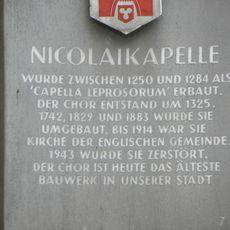 NICOLAIKAPELLE
WURDE ZWISCHEN 1250 UND 1284 ALS
'CAPELLA LEPROSORUM' ERBAUT.
DER CHOR ENTSTAND UM 1325.
1742, 1829 UND 1883 WURDE SIE
UMGEBAUT. BIS 1914 WAR SIE
KIRCHE DER ENGLISCHEN GEMEINDE.
1943 WURDE SIE ZERSTÖRT.
DER CHOR IST HEUTE DAS ÄLTESTE
BAUWERK IN UNSERER STADT